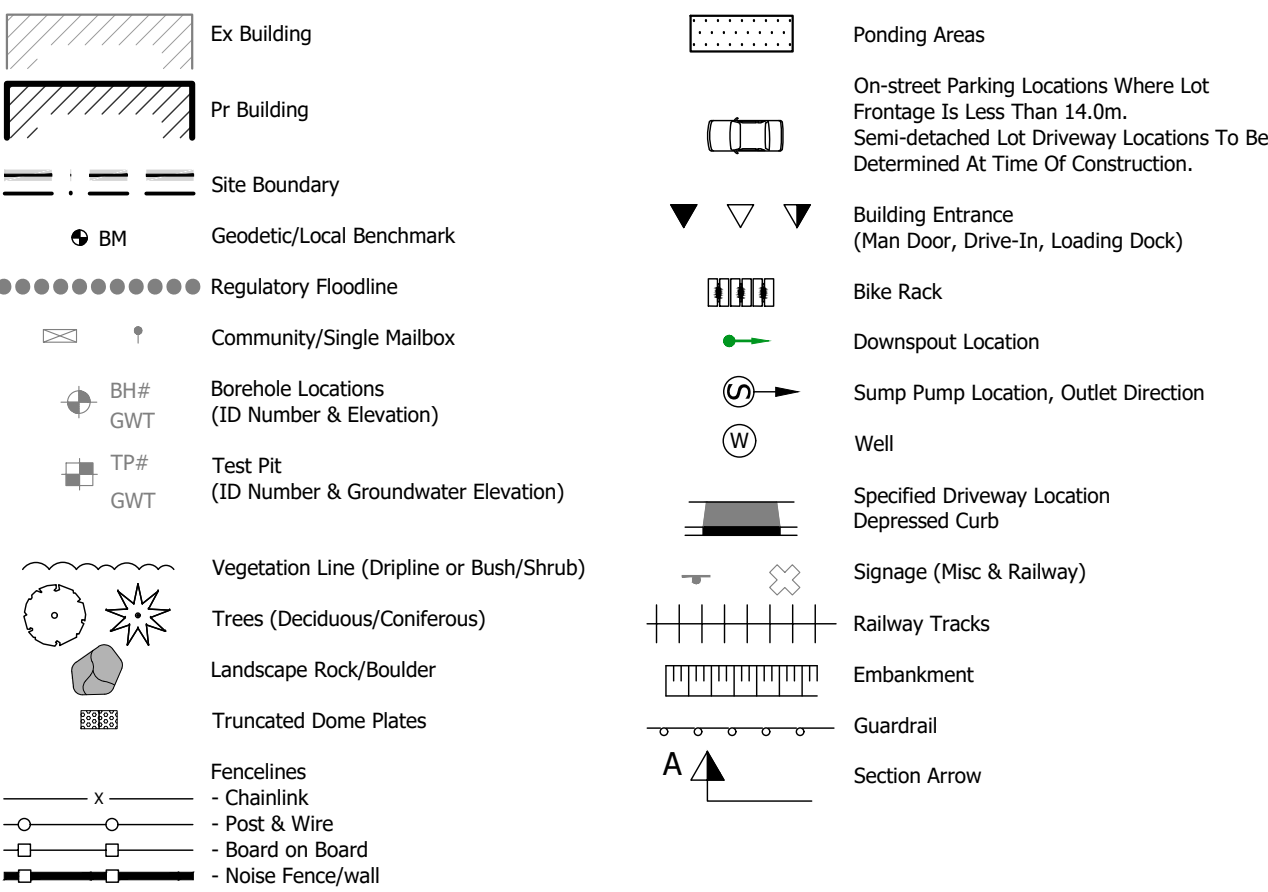 Ex Building
Pr Building
Site Boundary
BM Geodetic/Local Benchmark
Regulatory Floodline
Community/Single Mailbox
BH# Borehole Locations
GWT (ID Number & Elevation)
TP# Test Pit
GWT (ID Number & Groundwater Elevation)
Vegetation Line (Dripline or Bush/Shrub)
Trees (Deciduous/Coniferous)
Landscape Rock/Boulder
Truncated Dome Plates
Fencelines
X - Chainlink
- Post & Wire
- Board on Board
- Noise Fence/wall
Ponding Areas
On-street Parking Locations Where Lot
Frontage Is Less Than 14.0m.
Semi-detached Lot Driveway Locations To Be
Determined At Time Of Construction.
Building Entrance
(Man Door, Drive-In, Loading Dock)
Bike Rack
Downspout Location
S Sump Pump Location, Outlet Direction
W Well
Specified Driveway Location
Depressed Curb
Signage (Misc & Railway)
Railway Tracks
Embankment
Guardrail
A Section Arrow